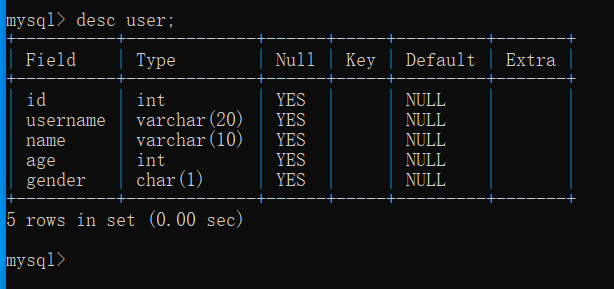 mysql> desc user;
+----------+-------------+------+-----+---------+-------+
| Field    | Type        | Null | Key | Default | Extra |
+----------+-------------+------+-----+---------+-------+
| id       | int         | YES  |     | NULL    |       |
| username | varchar(20) | YES  |     | NULL    |       |
| name     | varchar(10) | YES  |     | NULL    |       |
| age      | int         | YES  |     | NULL    |       |
| gender   | char(1)     | YES  |     | NULL    |       |
+----------+-------------+------+-----+---------+-------+
5 rows in set (0.00 sec)
mysql>